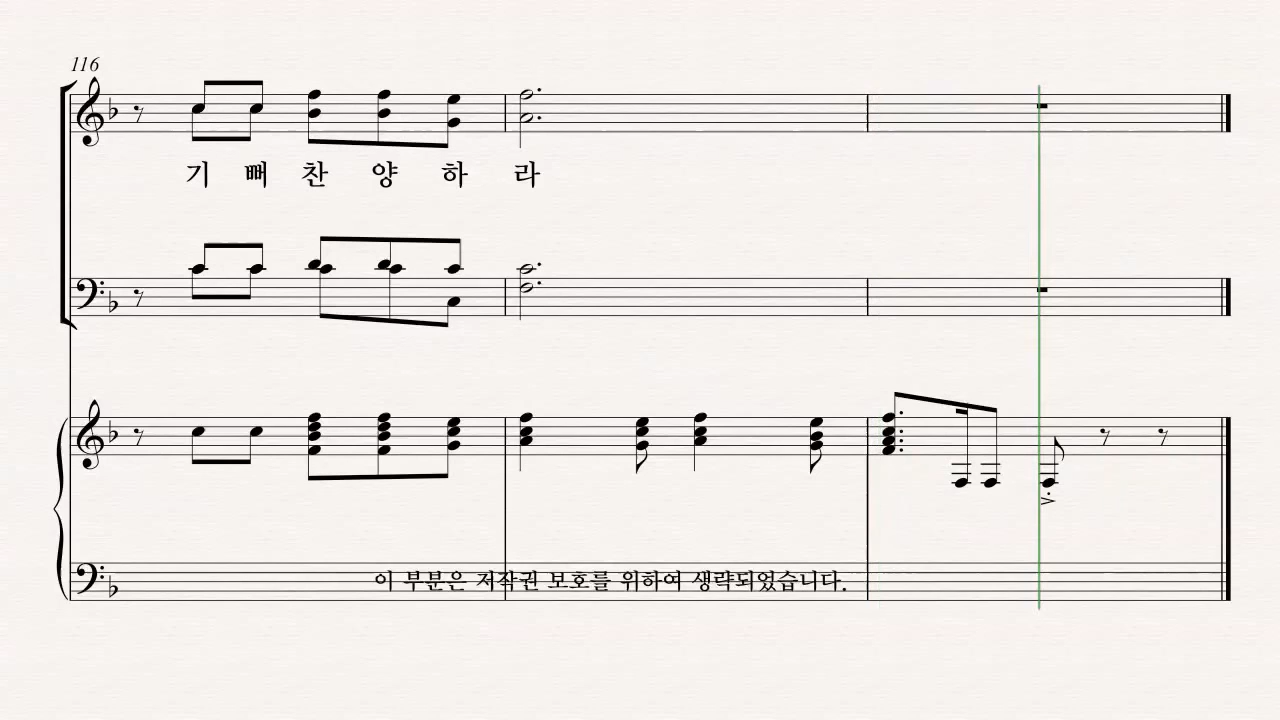 116
기 뻐 찬 양 하 라
이 부분은 저작권 보호를 위하여 생략되었습니다.